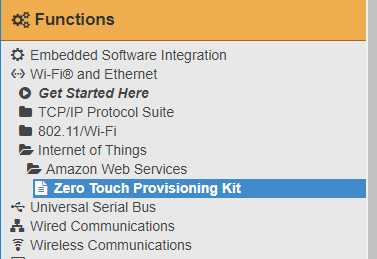 Functions
Embedded Software Integration
Wi-Fi® and Ethernet
Get Started Here
TCP/IP Protocol Suite
802.11/Wi-Fi
Internet of Things
Amazon Web Services
Zero Touch Provisioning Kit
Universal Serial Bus
Wired Communications
Wireless Communications